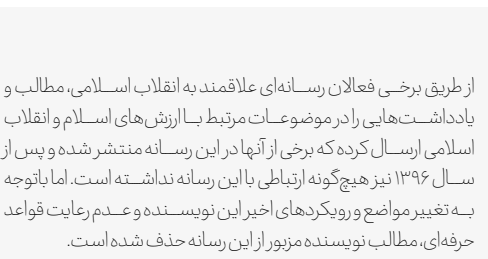 از طریق برخی فعالان رسانه‌ای علاقمند به انقلاب اسلامی، مطالب و
یادداشت‌هایی را در موضوعات مرتبط با ارزش‌های اسلام و انقلاب
اسلامی ارسال کرده که برخی از آنها در این رسانه منتشر شده و پس از
سال ۱۳۹۶ نیز هیچ‌گونه ارتباطی با این رسانه نداشته است. اما باتوجه
به تغییر مواضع و رویکردهای اخیر این نویسنده و عدم رعایت قواعد
حرفه‌ای، مطالب نویسنده مزبور از این رسانه حذف شده است.